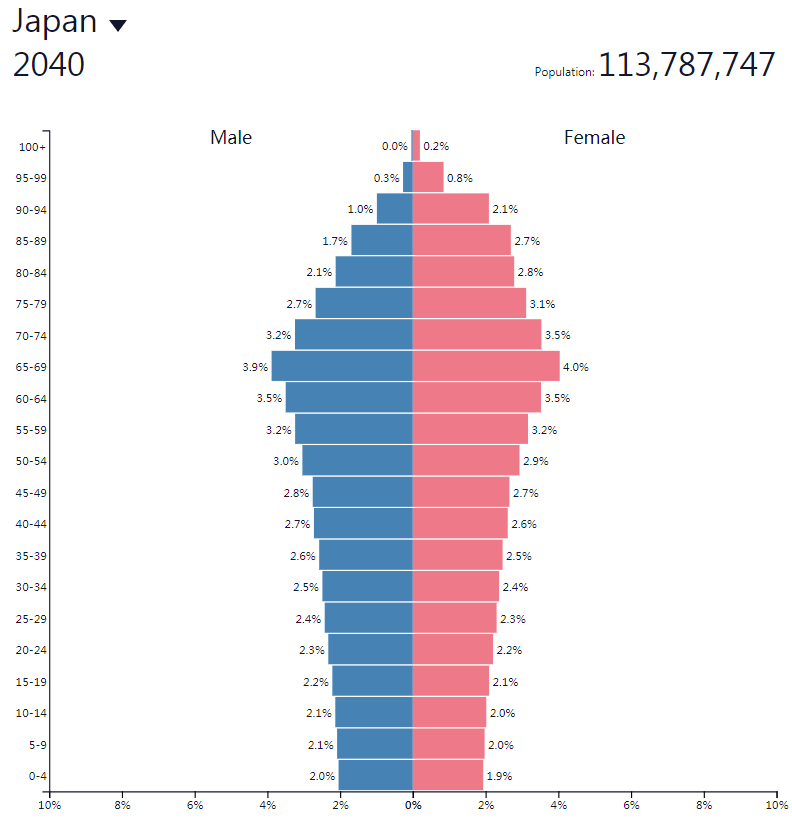 Japan
2040
Population: 113,787,747
Male Female
100+ 0.0% 0.2%
95-99 0.3% 0.8%
90-94 1.0% 2.1%
85-89 1.7% 2.7%
80-84 2.1% 2.8%
75-79 2.7% 3.1%
70-74 3.2% 3.5%
65-69 3.9% 4.0%
60-64 3.5% 3.5%
55-59 3.2% 3.2%
50-54 3.0% 2.9%
45-49 2.8% 2.7%
40-44 2.7% 2.6%
35-39 2.6% 2.5%
30-34 2.5% 2.4%
25-29 2.4% 2.3%
20-24 2.3% 2.2%
15-19 2.2% 2.1%
10-14 2.1% 2.0%
5-9 2.1% 2.0%
0-4 2.0% 1.9%
10% 8% 6% 4% 2% 0% 2% 4% 6% 8% 10%